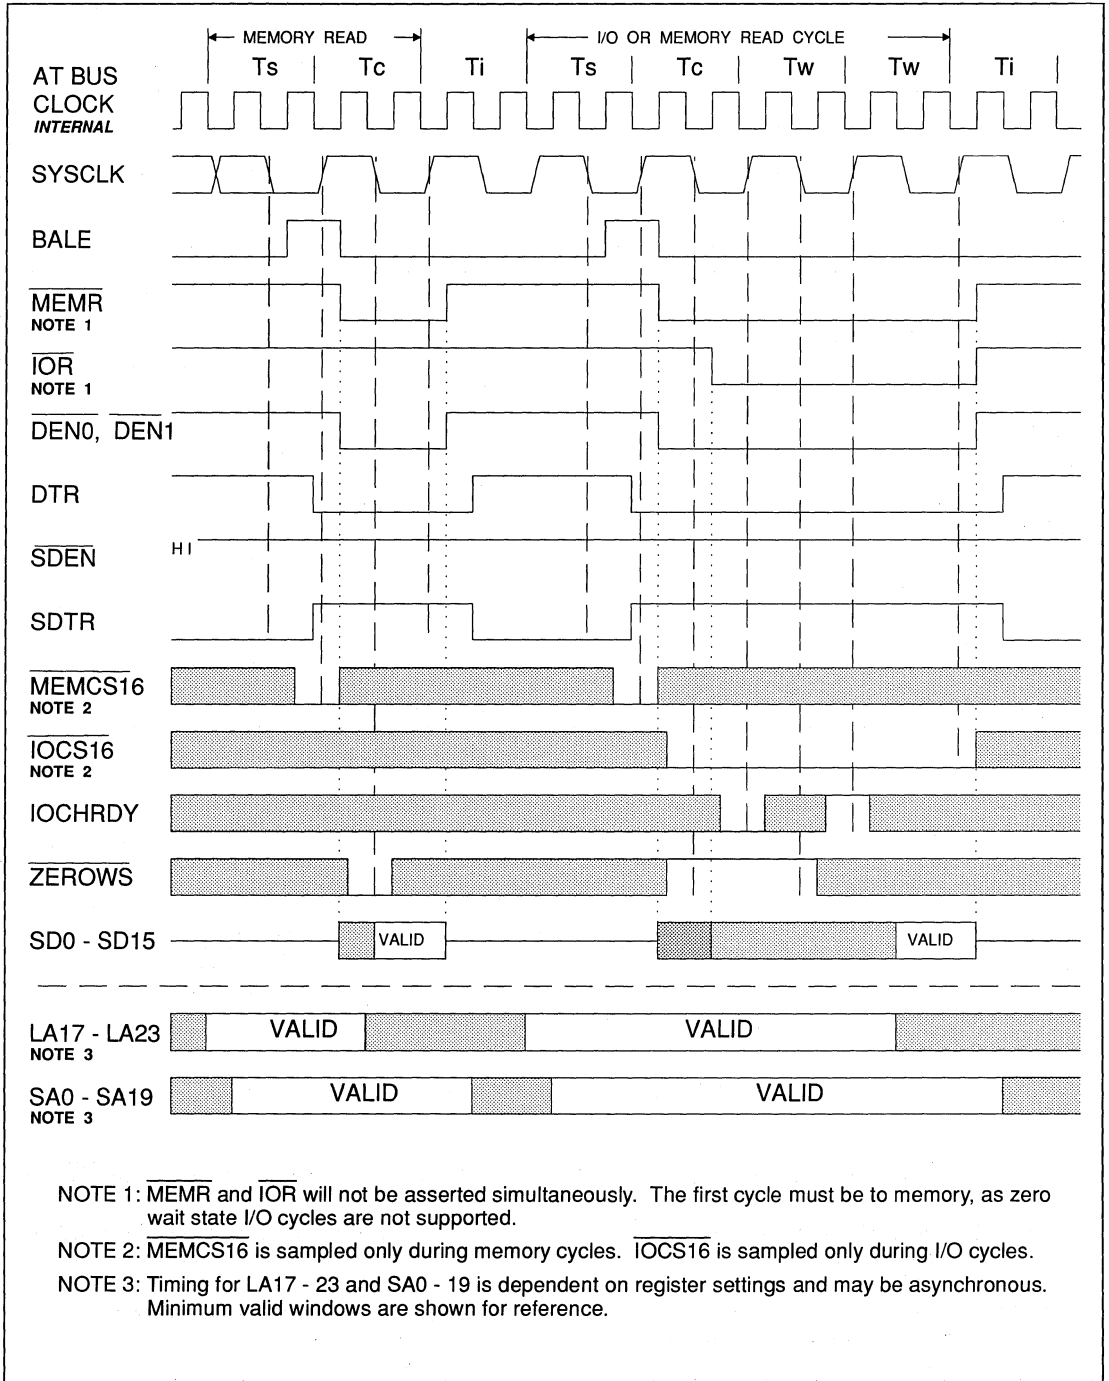 MEMORY READ I/O OR MEMORY READ CYCLE
Ts Tc Ti Ts Tc Tw Tw Ti
AT BUS
CLOCK
INTERNAL
SYSCLK
BALE
MEMR
NOTE 1
IOR
NOTE 1
DEN0, DEN1
DTR
HI
SDEN
SDTR
MEMCS16
NOTE 2
IOCS16
NOTE 2
IOCHRDY
ZEROWS
SD0 - SD15 VALID VALID
LA17 - LA23 VALID VALID
NOTE 3
SA0 - SA19 VALID VALID
NOTE 3
NOTE 1: MEMR and IOR will not be asserted simultaneously. The first cycle must be to memory, as zero
wait state I/O cycles are not supported.
NOTE 2: MEMCS16 is sampled only during memory cycles. IOCS16 is sampled only during I/O cycles.
NOTE 3: Timing for LA17 - 23 and SA0 - 19 is dependent on register settings and may be asynchronous.
Minimum valid windows are shown for reference.